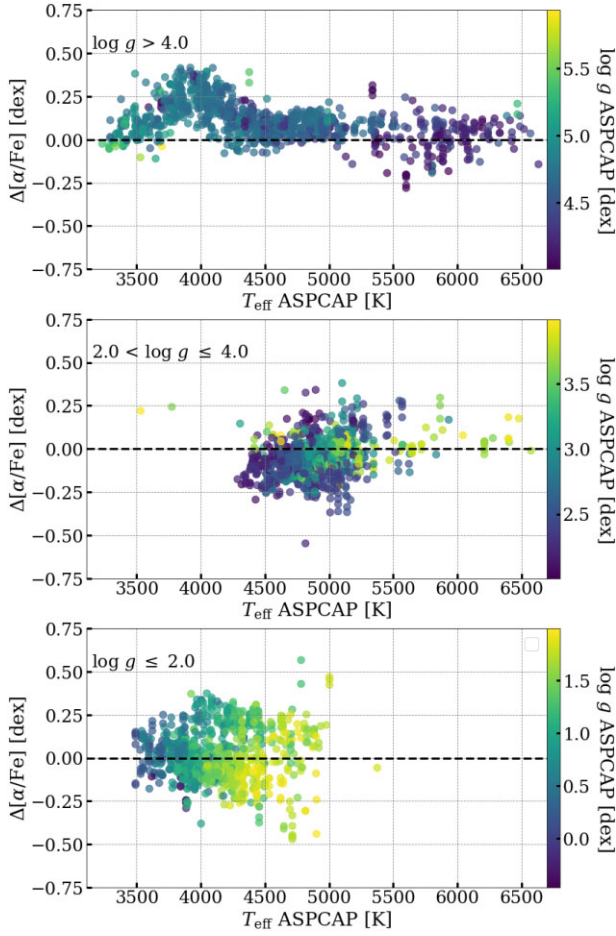 log g > 4.0
0.75
0.50
0.25
0.00
−0.25
−0.50
−0.75
Δ[α/Fe] [dex]
3500 4000 4500 5000 5500 6000 6500
T_eff ASPCAP [K]
5.5
5.0
4.5
log g ASPCAP [dex]
2.0 < log g ≤ 4.0
0.75
0.50
0.25
0.00
−0.25
−0.50
−0.75
Δ[α/Fe] [dex]
3500 4000 4500 5000 5500 6000 6500
T_eff ASPCAP [K]
3.5
3.0
2.5
log g ASPCAP [dex]
log g ≤ 2.0
0.75
0.50
0.25
0.00
−0.25
−0.50
−0.75
Δ[α/Fe] [dex]
3500 4000 4500 5000 5500 6000 6500
T_eff ASPCAP [K]
1.5
1.0
0.5
0.0
log g ASPCAP [dex]